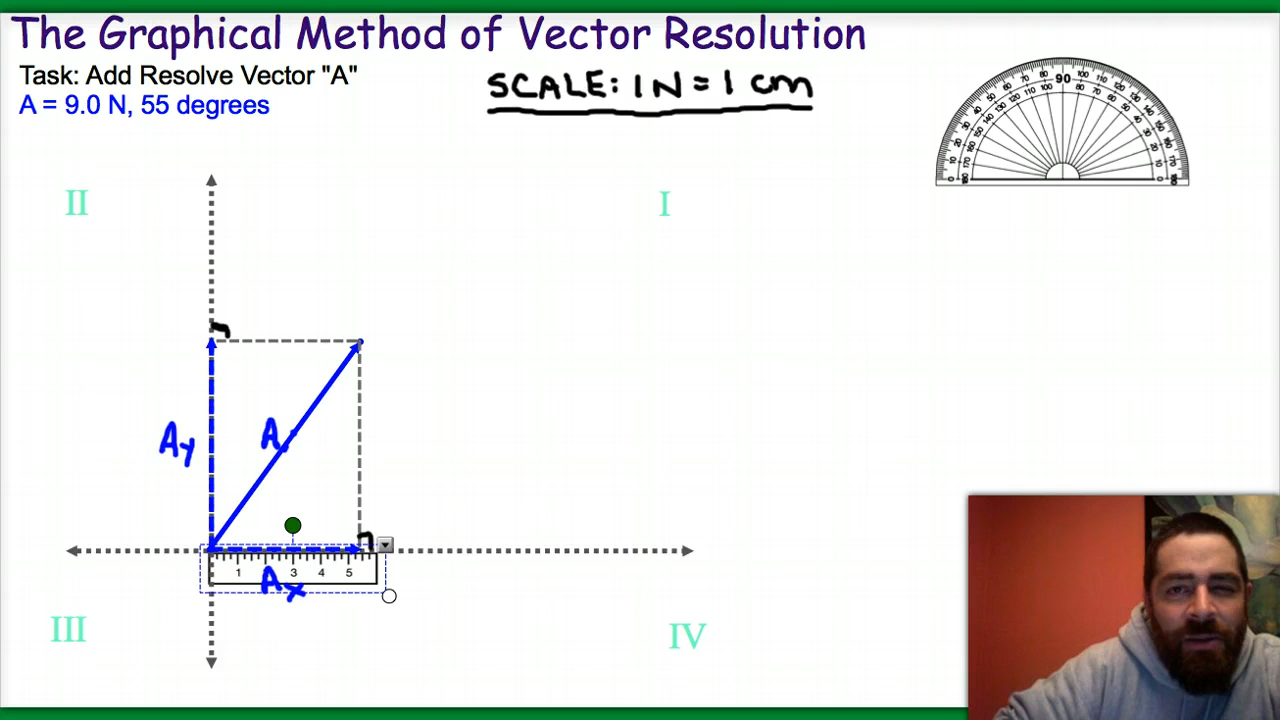 The Graphical Method of Vector Resolution
Task: Add Resolve Vector "A"
A = 9.0 N, 55 degrees
SCALE: 1 N = 1 cm
90
II
I
Ay
A
1 3 4 5
Ax
III
IV